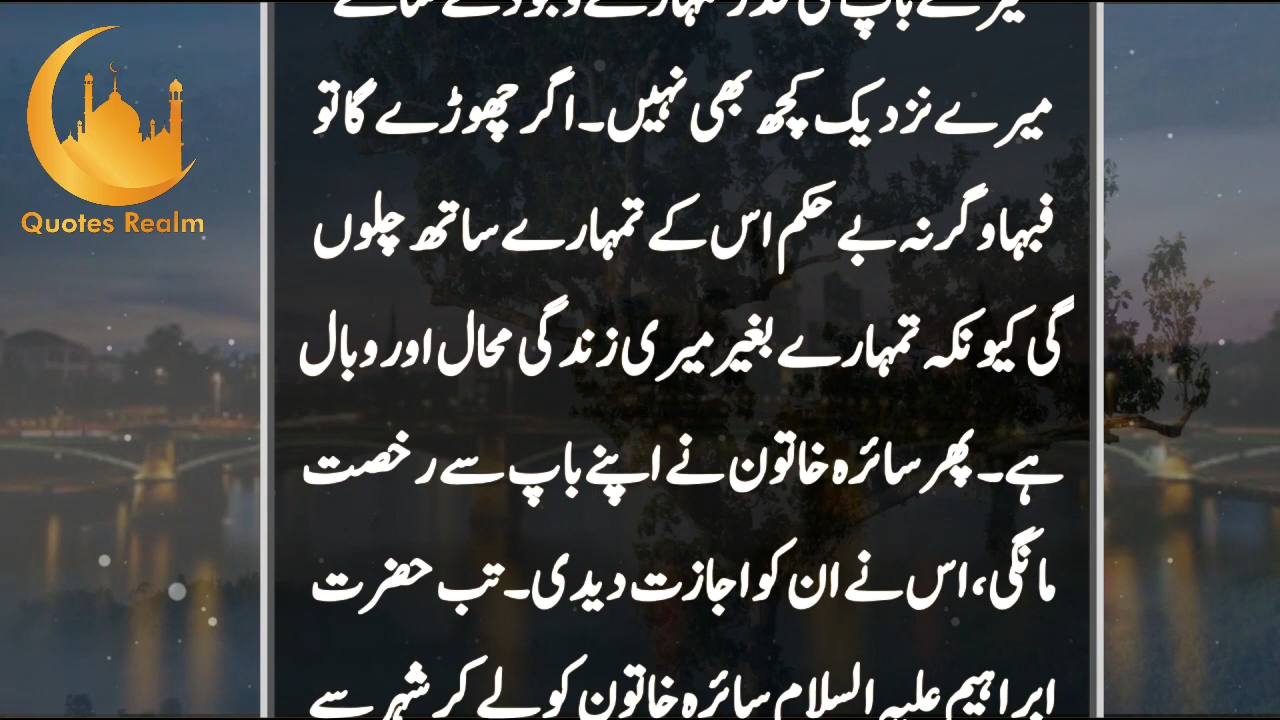 Quotes Realm
میرے باپ کی قدر تمہارے وجود کے سامنے
میرے نزدیک کچھ بھی نہیں۔ اگر چھوڑے گا تو
فبہا وگرنہ بے حکم اس کے تمہارے ساتھ چلوں
گی کیونکہ تمہارے بغیر میری زندگی محال اور وبال
ہے۔ پھر سائرہ خاتون نے اپنے باپ سے رخصت
مانگی، اس نے ان کو اجازت دیدی۔ تب حضرت
ابراہیم علیہ السلام سائرہ خاتون کو لے کر شہر سے